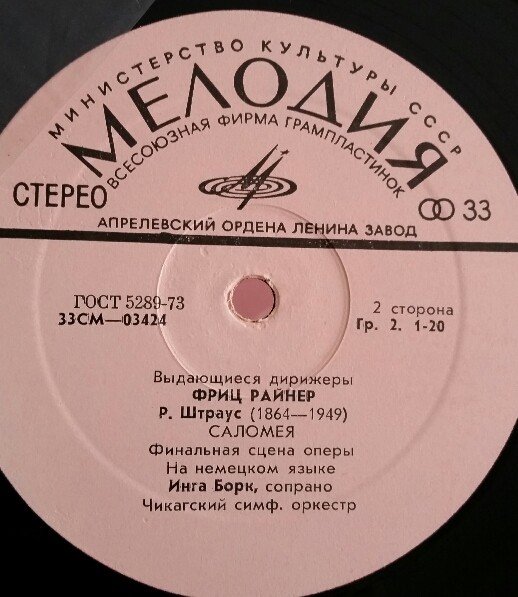 МИНИСТЕРСТВО КУЛЬТУРЫ СССР
МЕЛОДИЯ
ВСЕСОЮЗНАЯ ФИРМА ГРАМПЛАСТИНОК
СТЕРЕО
33
АПРЕЛЕВСКИЙ ОРДЕНА ЛЕНИНА ЗАВОД
ГОСТ 5289-73
33СМ—03424
2 сторона
Гр. 2. 1-20
Выдающиеся дирижеры
ФРИЦ РАЙНЕР
Р. Штраус (1864—1949)
САЛОМЕЯ
Финальная сцена оперы
На немецком языке
Инга Борк, сопрано
Чикагский симф. оркестр